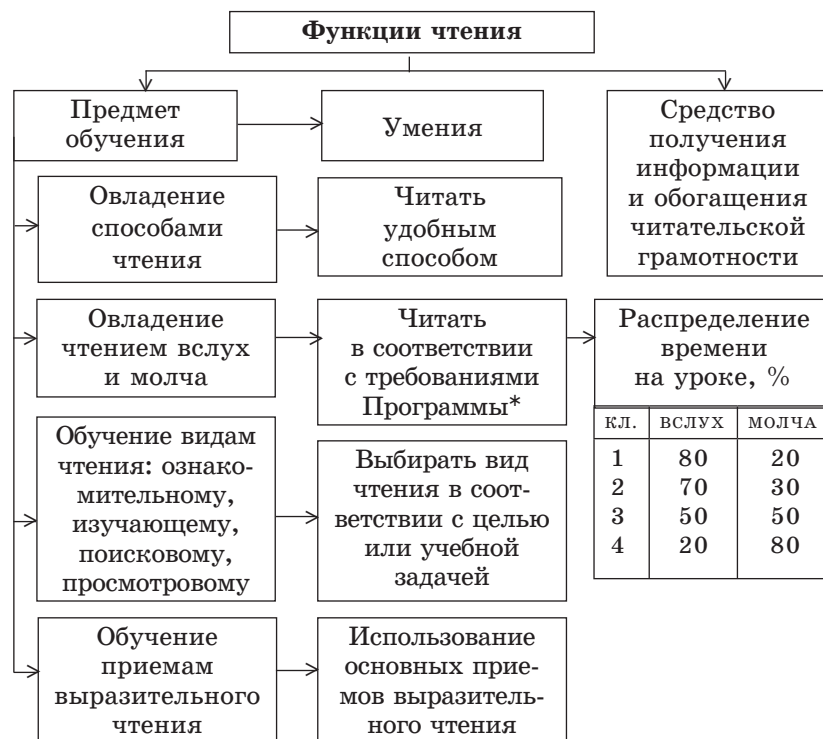 Функции чтения
Предмет
обучения
Умения
Средство
получения
информации
и обогащения
читательской
грамотности
Овладение
способами
чтения
Читать
удобным
способом
Овладение
чтением вслух
и молча
Читать
в соответствии
с требованиями
Программы*
Распределение
времени
на уроке, %
КЛ. ВСЛУХ МОЛЧА
1 80 20
2 70 30
3 50 50
4 20 80
Обучение видам
чтения: ознако-
мительному,
изучающему,
поисковому,
просмотровому
Выбирать вид
чтения в соот-
ветствии с целью
или учебной
задачей
Обучение
приемам
выразительного
чтения
Использование
основных прие-
мов выразитель-
ного чтения